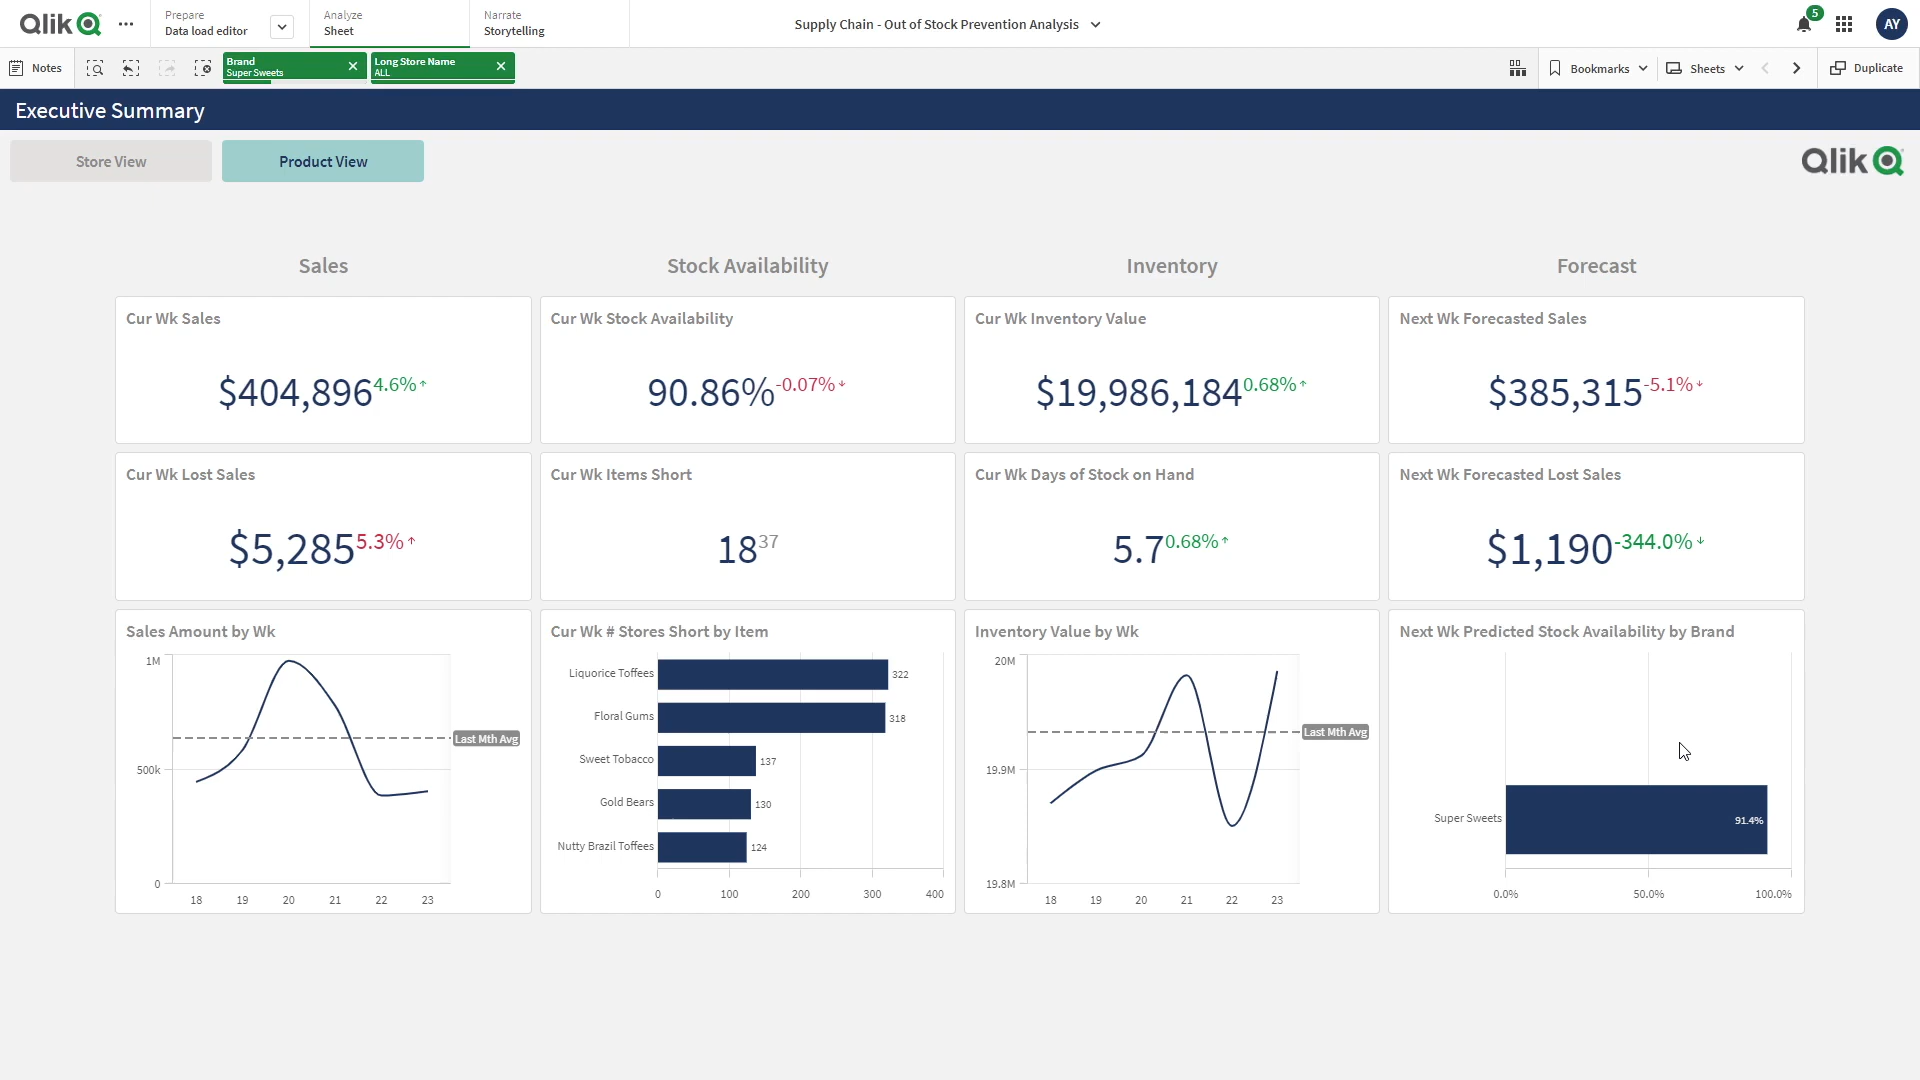 Qlik
Prepare
Data load editor
Analyze
Sheet
Narrate
Storytelling
Supply Chain - Out of Stock Prevention Analysis
5
AY
Notes
Brand
Super Sweets
Long Store Name
ALL
Bookmarks
Sheets
Duplicate
Executive Summary
Store View
Product View
Qlik
Sales
Stock Availability
Inventory
Forecast
Cur Wk Sales
$404,896 4.6% ↑
Cur Wk Stock Availability
90.86% -0.07% ↓
Cur Wk Inventory Value
$19,986,184 0.68% ↑
Next Wk Forecasted Sales
$385,315 -5.1% ↓
Cur Wk Lost Sales
$5,285 5.3% ↑
Cur Wk Items Short
18 37
Cur Wk Days of Stock on Hand
5.7 0.68% ↑
Next Wk Forecasted Lost Sales
$1,190 -344.0% ↓
Sales Amount by Wk
1M
500k
0
Last Mth Avg
18 19 20 21 22 23
Cur Wk # Stores Short by Item
Liquorice Toffees 322
Floral Gums 318
Sweet Tobacco 137
Gold Bears 130
Nutty Brazil Toffees 124
0 100 200 300 400
Inventory Value by Wk
20M
19.9M
19.8M
Last Mth Avg
18 19 20 21 22 23
Next Wk Predicted Stock Availability by Brand
Super Sweets 91.4%
0.0% 50.0% 100.0%